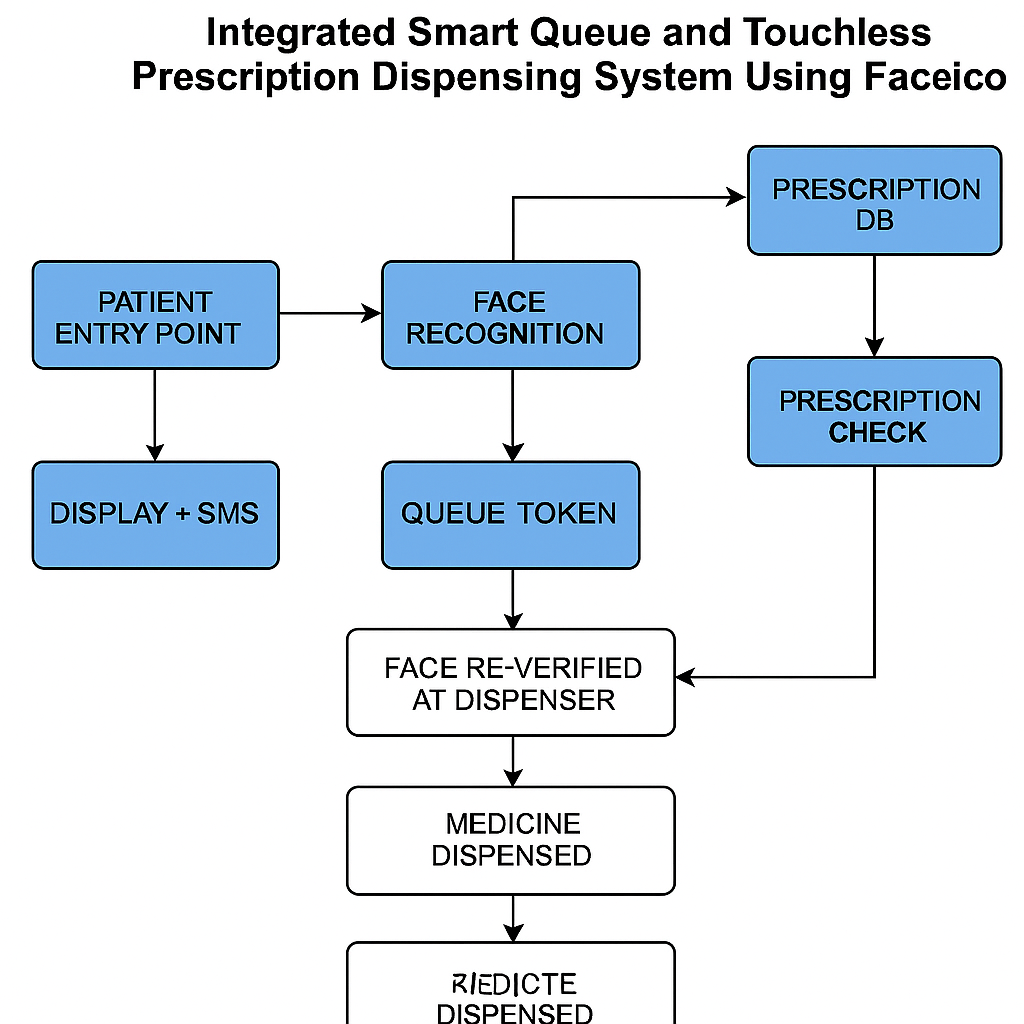 Integrated Smart Queue and Touchless
Prescription Dispensing System Using Faceico
PRESCRIPTION
DB
PATIENT
ENTRY POINT
FACE
RECOGNITION
PRESCRIPTION
CHECK
DISPLAY + SMS
QUEUE TOKEN
FACE RE-VERIFIED
AT DISPENSER
MEDICINE
DISPENSED
DISPENSED